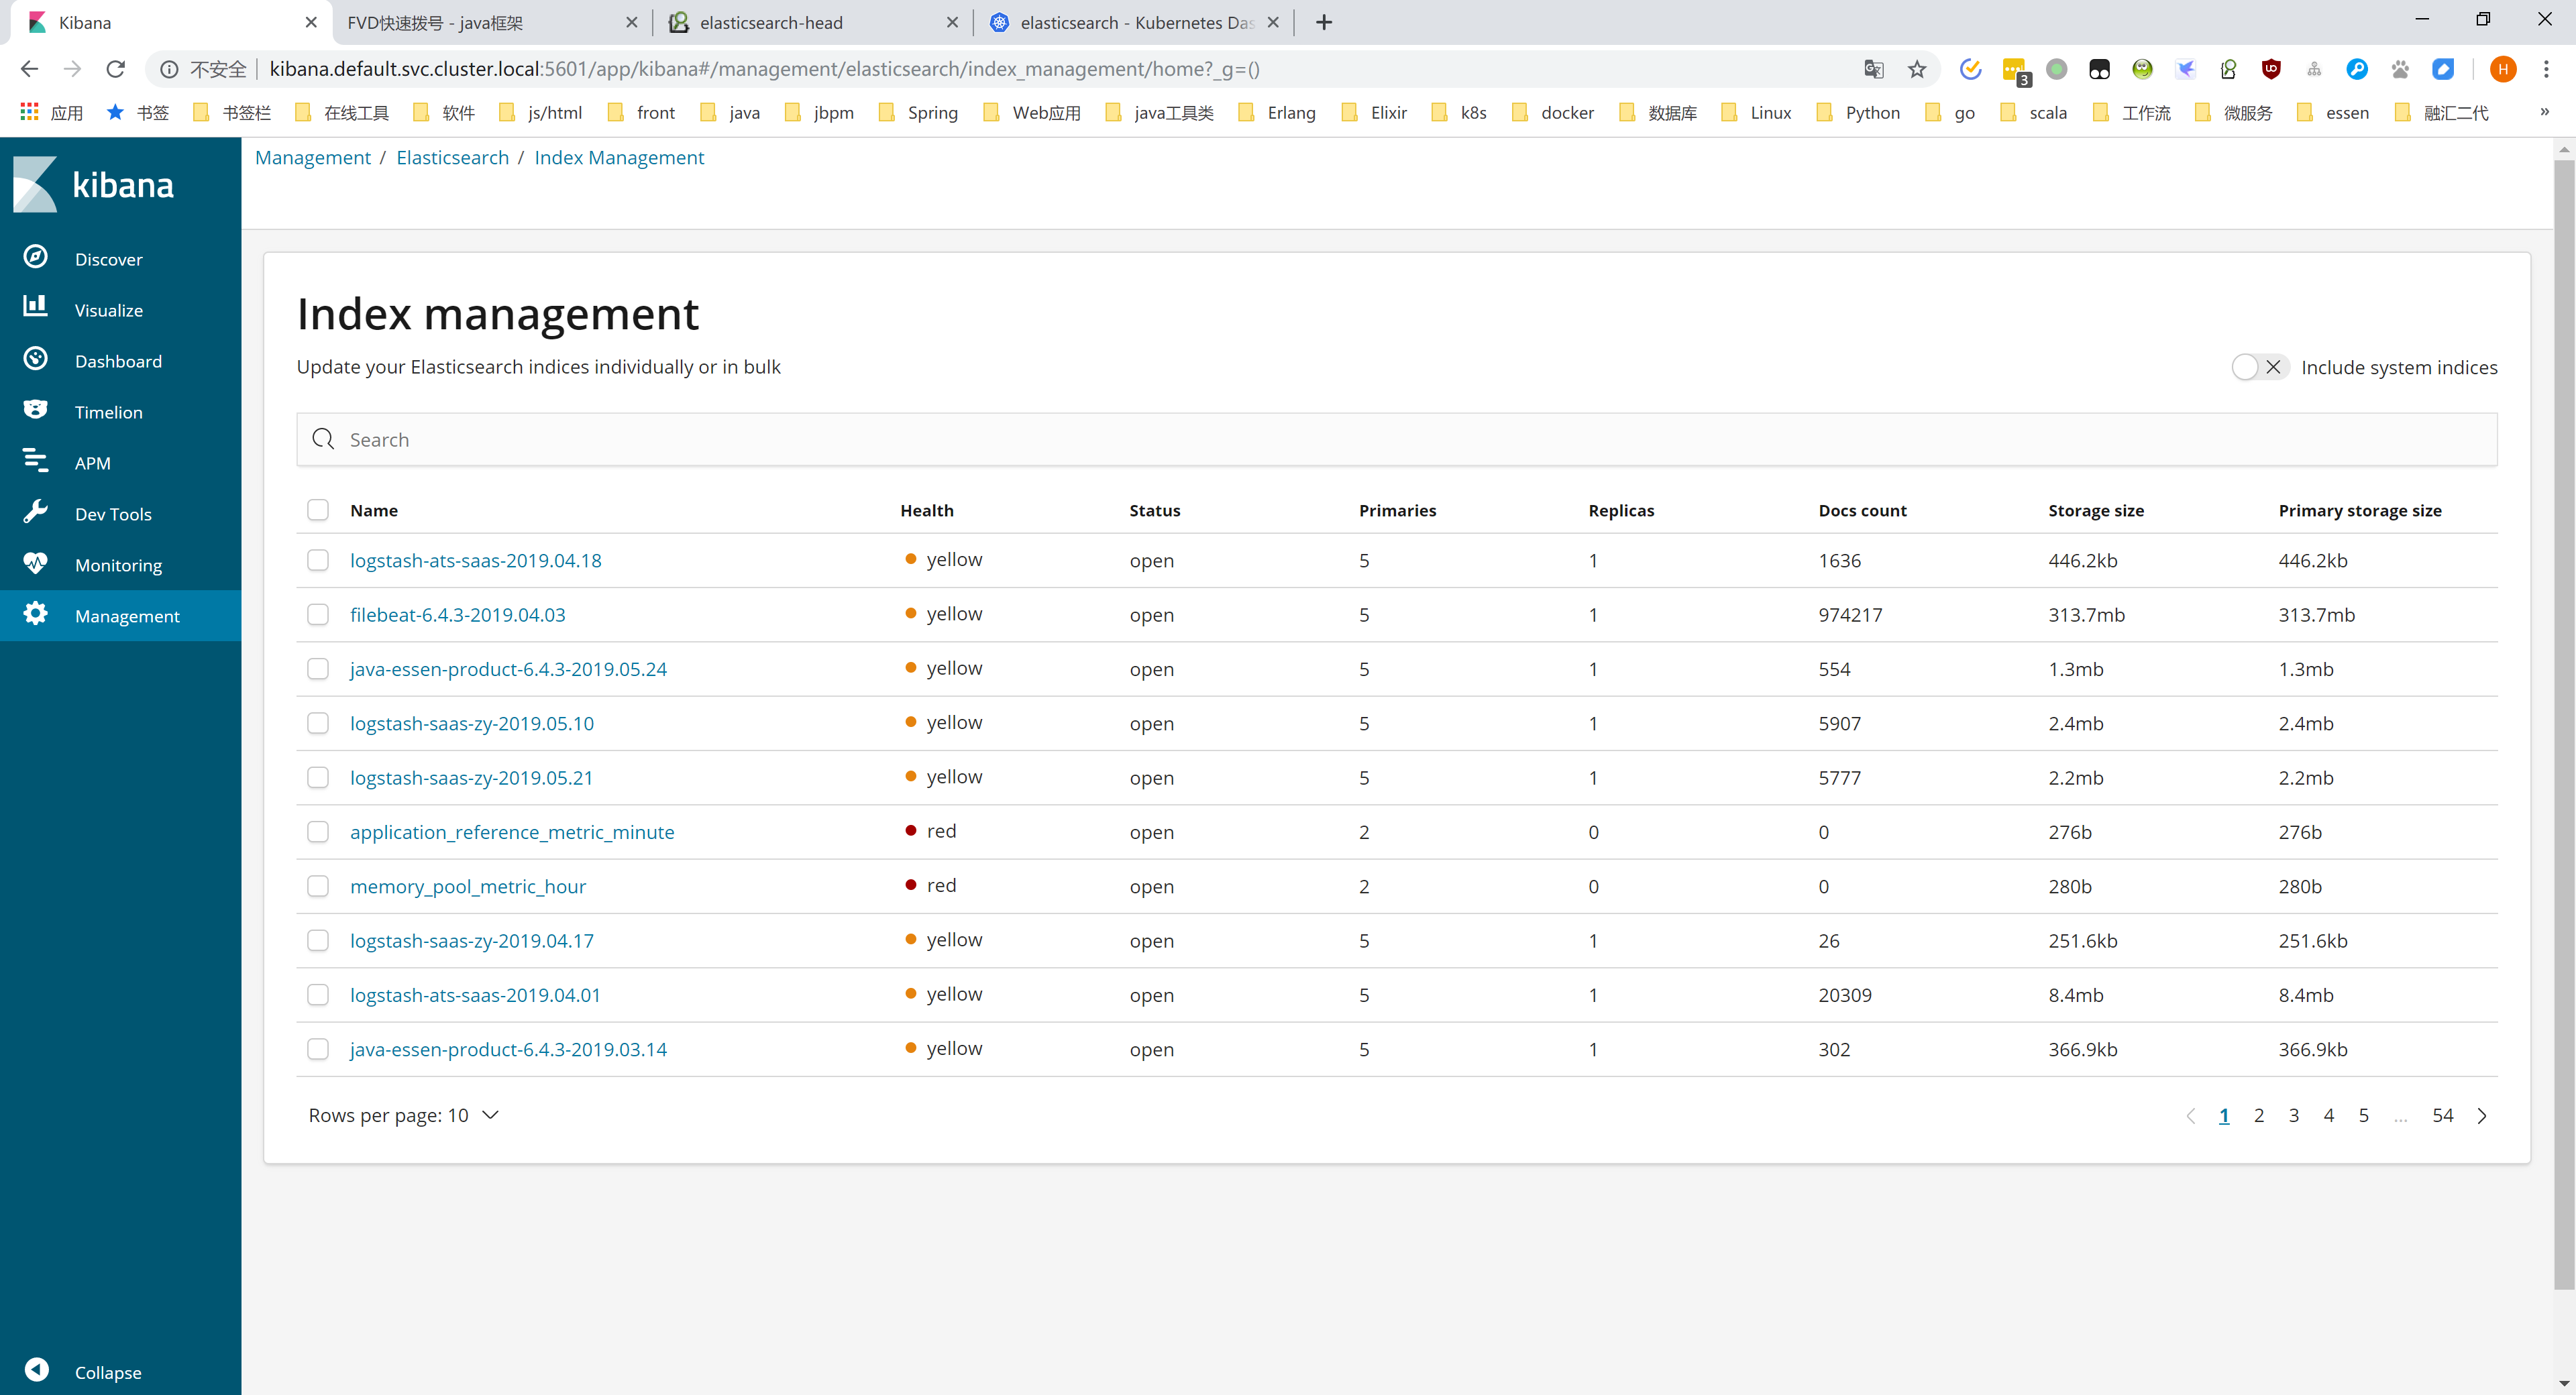 Kibana
FVD快速拨号 - java框架
elasticsearch-head
elasticsearch - Kubernetes Das
不安全 kibana.default.svc.cluster.local:5601/app/kibana#/management/elasticsearch/index_management/home?_g=()
3
H
应用 书签 书签栏 在线工具 软件 js/html front java jbpm Spring Web应用 java工具类 Erlang Elixir k8s docker 数据库 Linux Python go scala 工作流 微服务 essen 融汇二代 »
kibana
Discover
Visualize
Dashboard
Timelion
APM
Dev Tools
Monitoring
Management
Collapse
Management / Elasticsearch / Index Management
Index management
Update your Elasticsearch indices individually or in bulk
Include system indices
Search
Name Health Status Primaries Replicas Docs count Storage size Primary storage size
logstash-ats-saas-2019.04.18 yellow open 5 1 1636 446.2kb 446.2kb
filebeat-6.4.3-2019.04.03 yellow open 5 1 974217 313.7mb 313.7mb
java-essen-product-6.4.3-2019.05.24 yellow open 5 1 554 1.3mb 1.3mb
logstash-saas-zy-2019.05.10 yellow open 5 1 5907 2.4mb 2.4mb
logstash-saas-zy-2019.05.21 yellow open 5 1 5777 2.2mb 2.2mb
application_reference_metric_minute red open 2 0 0 276b 276b
memory_pool_metric_hour red open 2 0 0 280b 280b
logstash-saas-zy-2019.04.17 yellow open 5 1 26 251.6kb 251.6kb
logstash-ats-saas-2019.04.01 yellow open 5 1 20309 8.4mb 8.4mb
java-essen-product-6.4.3-2019.03.14 yellow open 5 1 302 366.9kb 366.9kb
Rows per page: 10
1 2 3 4 5 ... 54